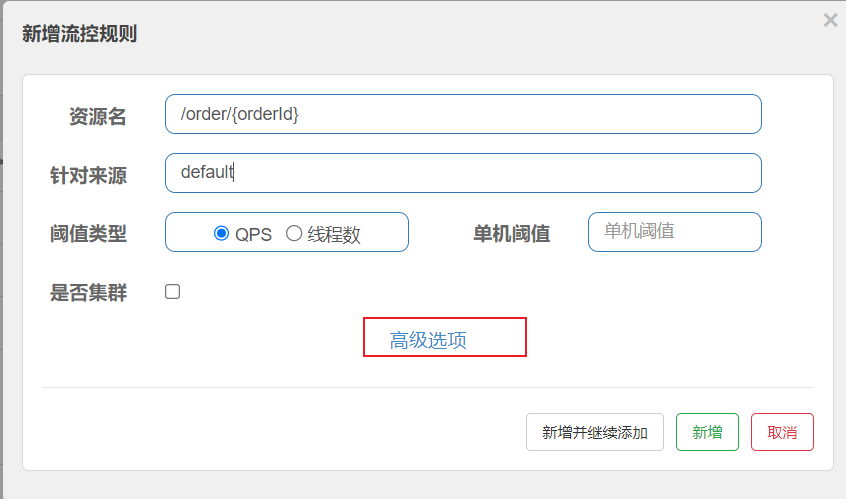 新增流控规则 ×
资源名 /order/{orderId}
针对来源 default
阈值类型 QPS 线程数 单机阈值 单机阈值
是否集群
高级选项
新增并继续添加 新增 取消